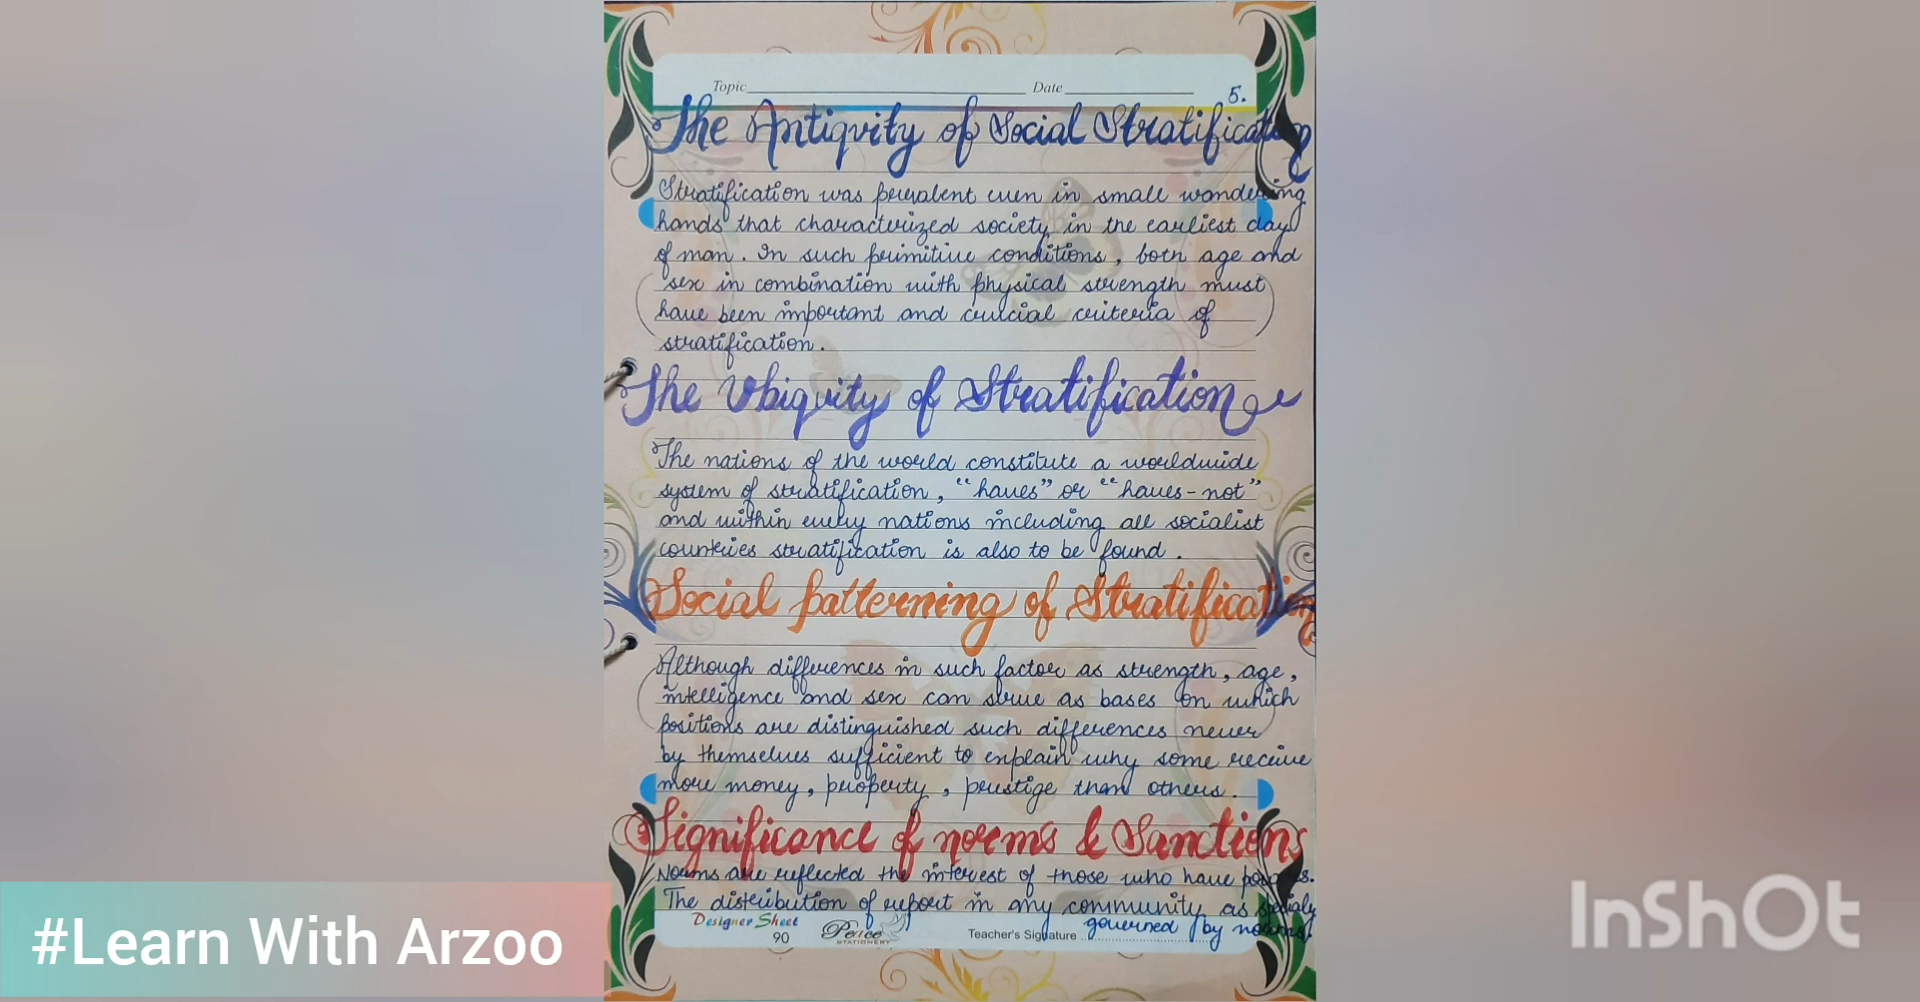 Topic Date
5.
The Antiquity of Social Stratification
Stratification was prevalent even in small wondering
hands that characterized society in the earliest day
of man. In such primitive conditions, both age and
sex in combination with physical strength must
have been important and crucial criteria of
stratification.
The Ubiquity of Stratification
The nations of the world constitute a worldwide
system of stratification, "haves" or "haves-not"
and within every nations including all socialist
countries stratification is also to be found.
Social patterning of Stratification
Although differences in such factor as strength, age,
intelligence and sex can serve as bases on which
positions are distinguished such differences never
by themselves sufficient to explain why some receive
more money, property, prestige than others.
Significance of norms & Sanctions
Norms are reflected the interest of those who have
The distribution of report in any community as
governed by norms.
Designer Sheet
90
Peace
STATIONERY
Teacher's Signature
#Learn With Arzoo
InShOt